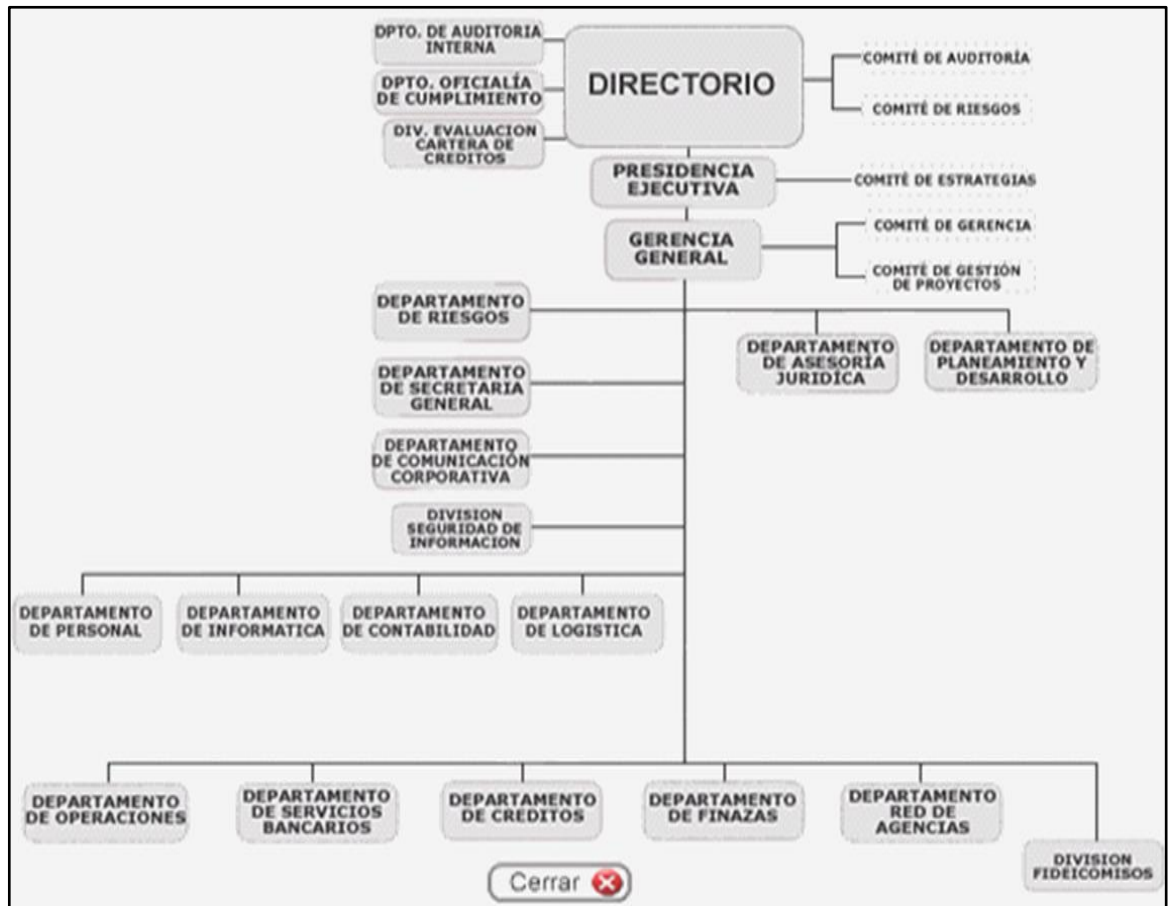 DPTO. DE AUDITORIA
INTERNA
DPTO. OFICIALÍA
DE CUMPLIMIENTO
DIV. EVALUACION
CARTERA DE
CREDITOS
DIRECTORIO
COMITÉ DE AUDITORÍA
COMITÉ DE RIESGOS
PRESIDENCIA
EJECUTIVA
COMITÉ DE ESTRATEGIAS
GERENCIA
GENERAL
COMITÉ DE GERENCIA
COMITÉ DE GESTIÓN
DE PROYECTOS
DEPARTAMENTO
DE RIESGOS
DEPARTAMENTO
DE ASESORÍA
JURIDÍCA
DEPARTAMENTO DE
PLANEAMIENTO Y
DESARROLLO
DEPARTAMENTO
DE SECRETARIA
GENERAL
DEPARTAMENTO
DE COMUNICACIÓN
CORPORATIVA
DIVISION
SEGURIDAD DE
INFORMACION
DEPARTAMENTO
DE PERSONAL
DEPARTAMENTO
DE INFORMATICA
DEPARTAMENTO
DE CONTABILIDAD
DEPARTAMENTO
DE LOGISTICA
DEPARTAMENTO
DE OPERACIONES
DEPARTAMENTO
DE SERVICIOS
BANCARIOS
DEPARTAMENTO
DE CREDITOS
DEPARTAMENTO
DE FINAZAS
DEPARTAMENTO
RED DE
AGENCIAS
DIVISION
FIDEICOMISOS
Cerrar